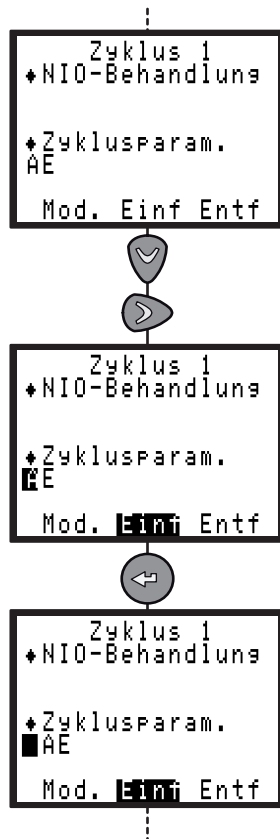 Zyklus 1
◆NIO-Behandlung
◆Zyklusparam.
AE
Mod. Einf Entf
Zyklus 1
◆NIO-Behandlung
◆Zyklusparam.
AE
Mod. Einf Entf
Zyklus 1
◆NIO-Behandlung
◆Zyklusparam.
AE
Mod. Einf Entf